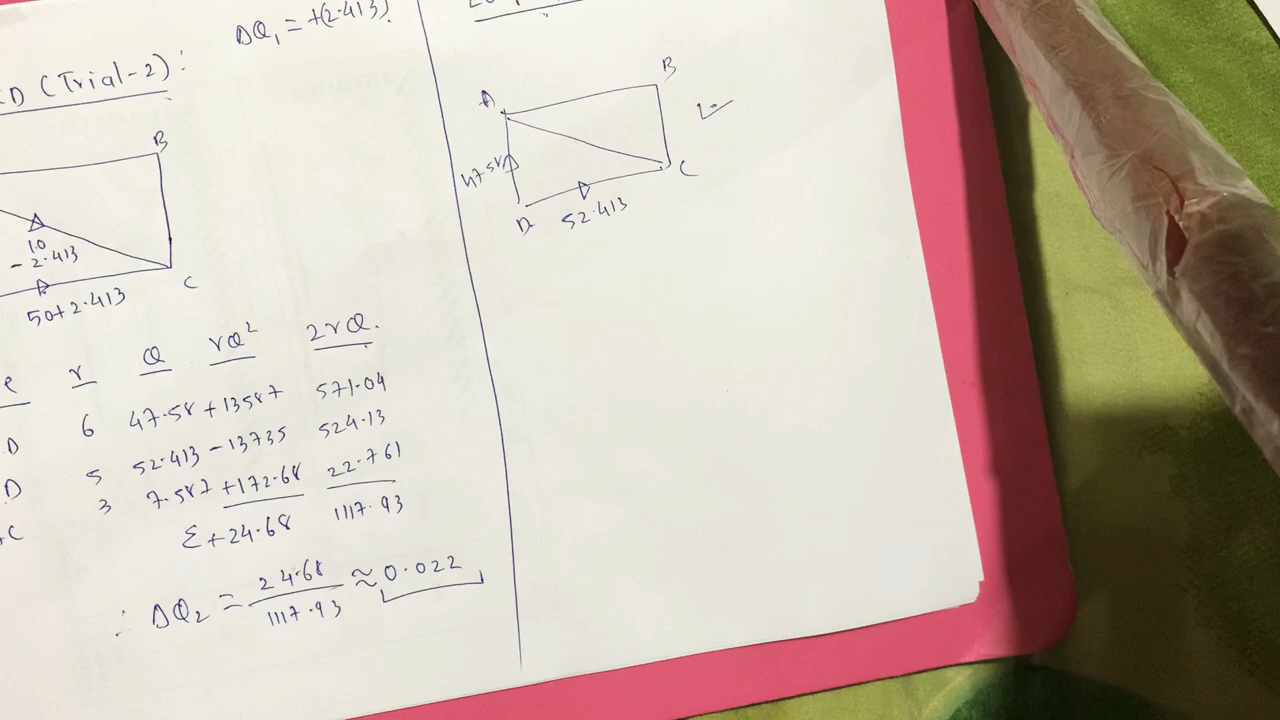 ΔQ₁ = +(2.413).
D (Trial-2):
B
10
- 2.413
50+2.413
C
r Q rQ² 2rQ.
D 6 47.58 +13587 571.04
D 5 52.413 -13735 524.13
C 3 7.587 +172.68 22.761
Σ +24.68 1117.93
∴ ΔQ₂ = 24.68 / 1117.93 ≈ 0.022
A
B
47.58
C
D
52.413